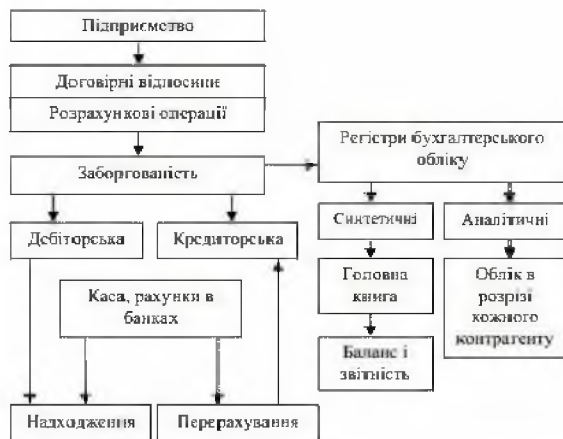 Підприємство
Договірні відносини
Розрахункові операції
Заборгованість
Регістри бухгалтерського
обліку
Дебіторська
Кредиторська
Синтетичні
Аналітичні
Каса, рахунки в
банках
Головна
книга
Облік в
розрізі
кожного
контрагенту
Баланс і
звітність
Надходження
Перерахування